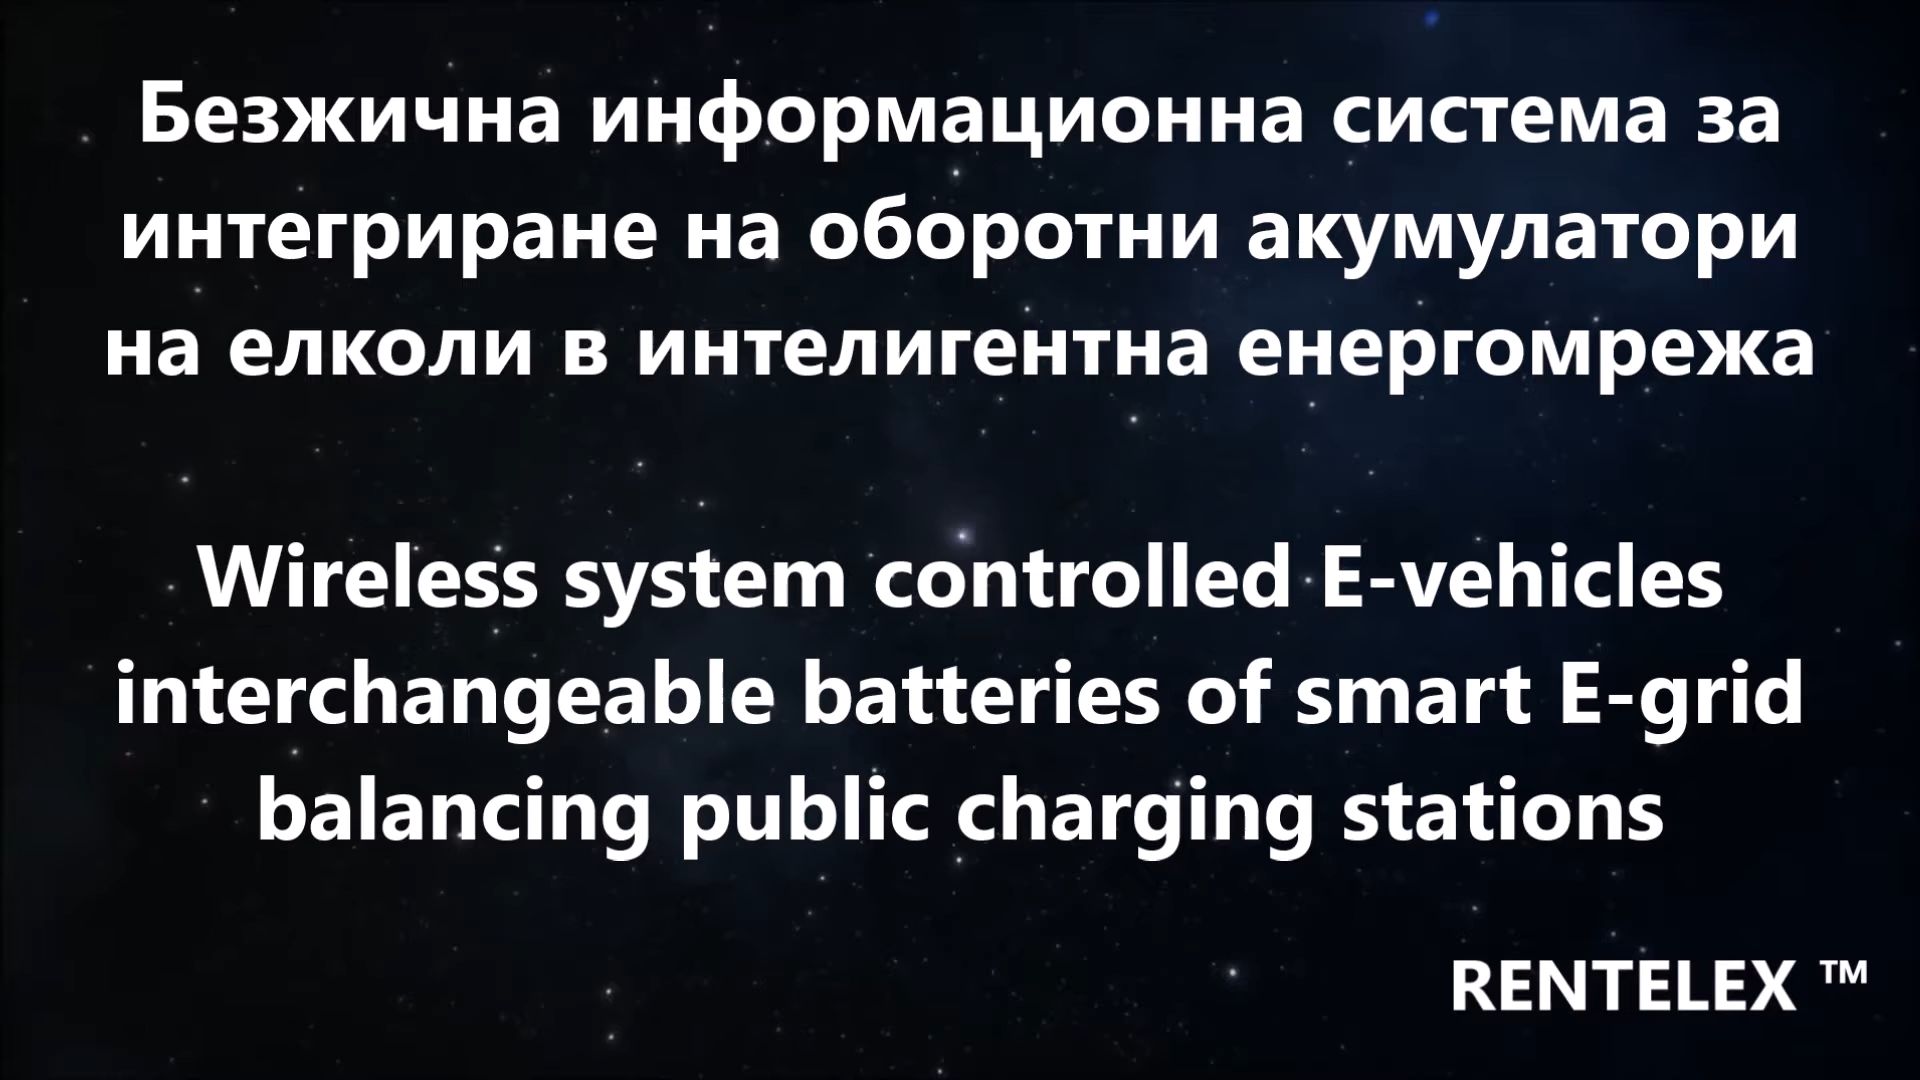 Безжична информационна система за
интегриране на оборотни акумулатори
на елколи в интелигентна енергомрежа
Wireless system controlled E-vehicles
interchangeable batteries of smart E-grid
balancing public charging stations
RENTELEX ™